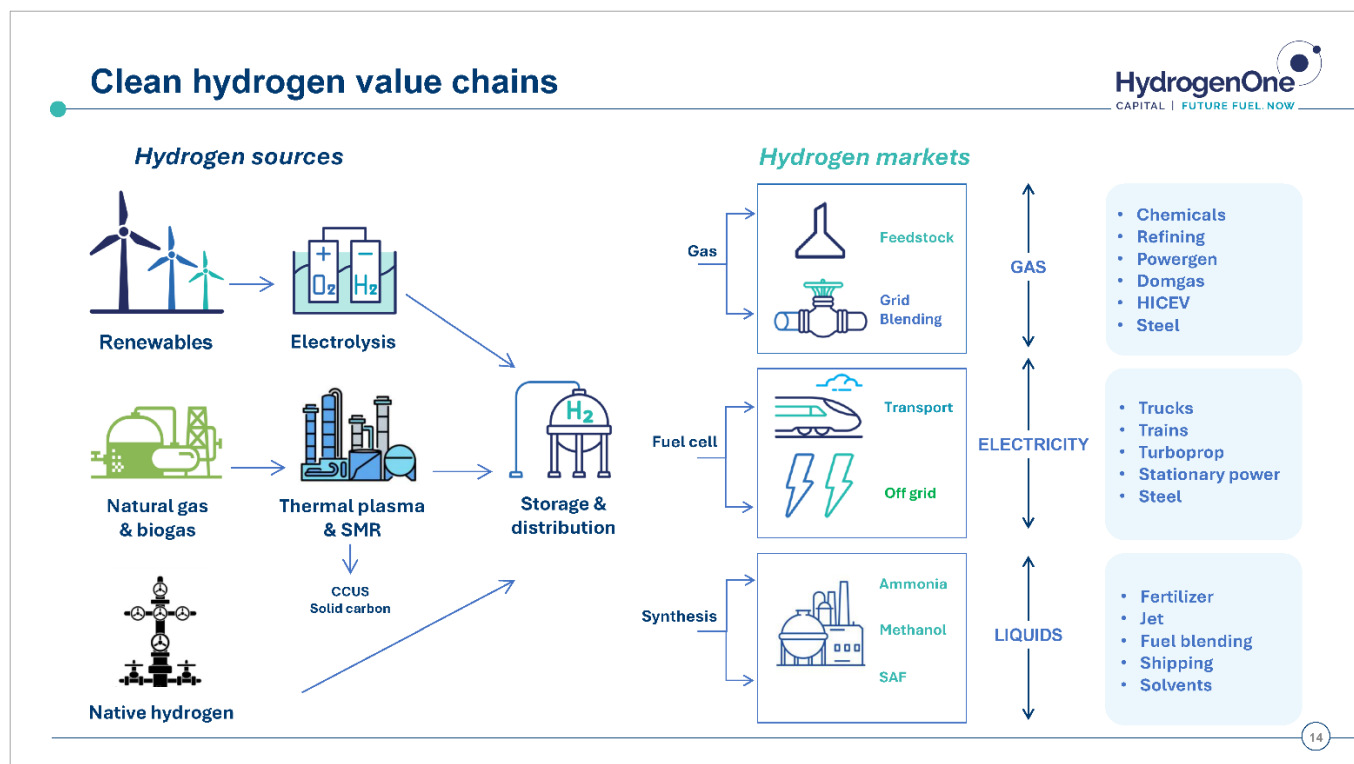 Clean hydrogen value chains
HydrogenOne
CAPITAL | FUTURE FUEL. NOW
Hydrogen sources
Renewables
+
O₂
−
H₂
Electrolysis
Natural gas
& biogas
Thermal plasma
& SMR
CCUS
Solid carbon
Native hydrogen
H₂
Storage &
distribution
Hydrogen markets
Gas
Feedstock
Grid
Blending
GAS
• Chemicals
• Refining
• Powergen
• Domgas
• HICEV
• Steel
Fuel cell
Transport
Off grid
ELECTRICITY
• Trucks
• Trains
• Turboprop
• Stationary power
• Steel
Synthesis
Ammonia
Methanol
SAF
LIQUIDS
• Fertilizer
• Jet
• Fuel blending
• Shipping
• Solvents
14